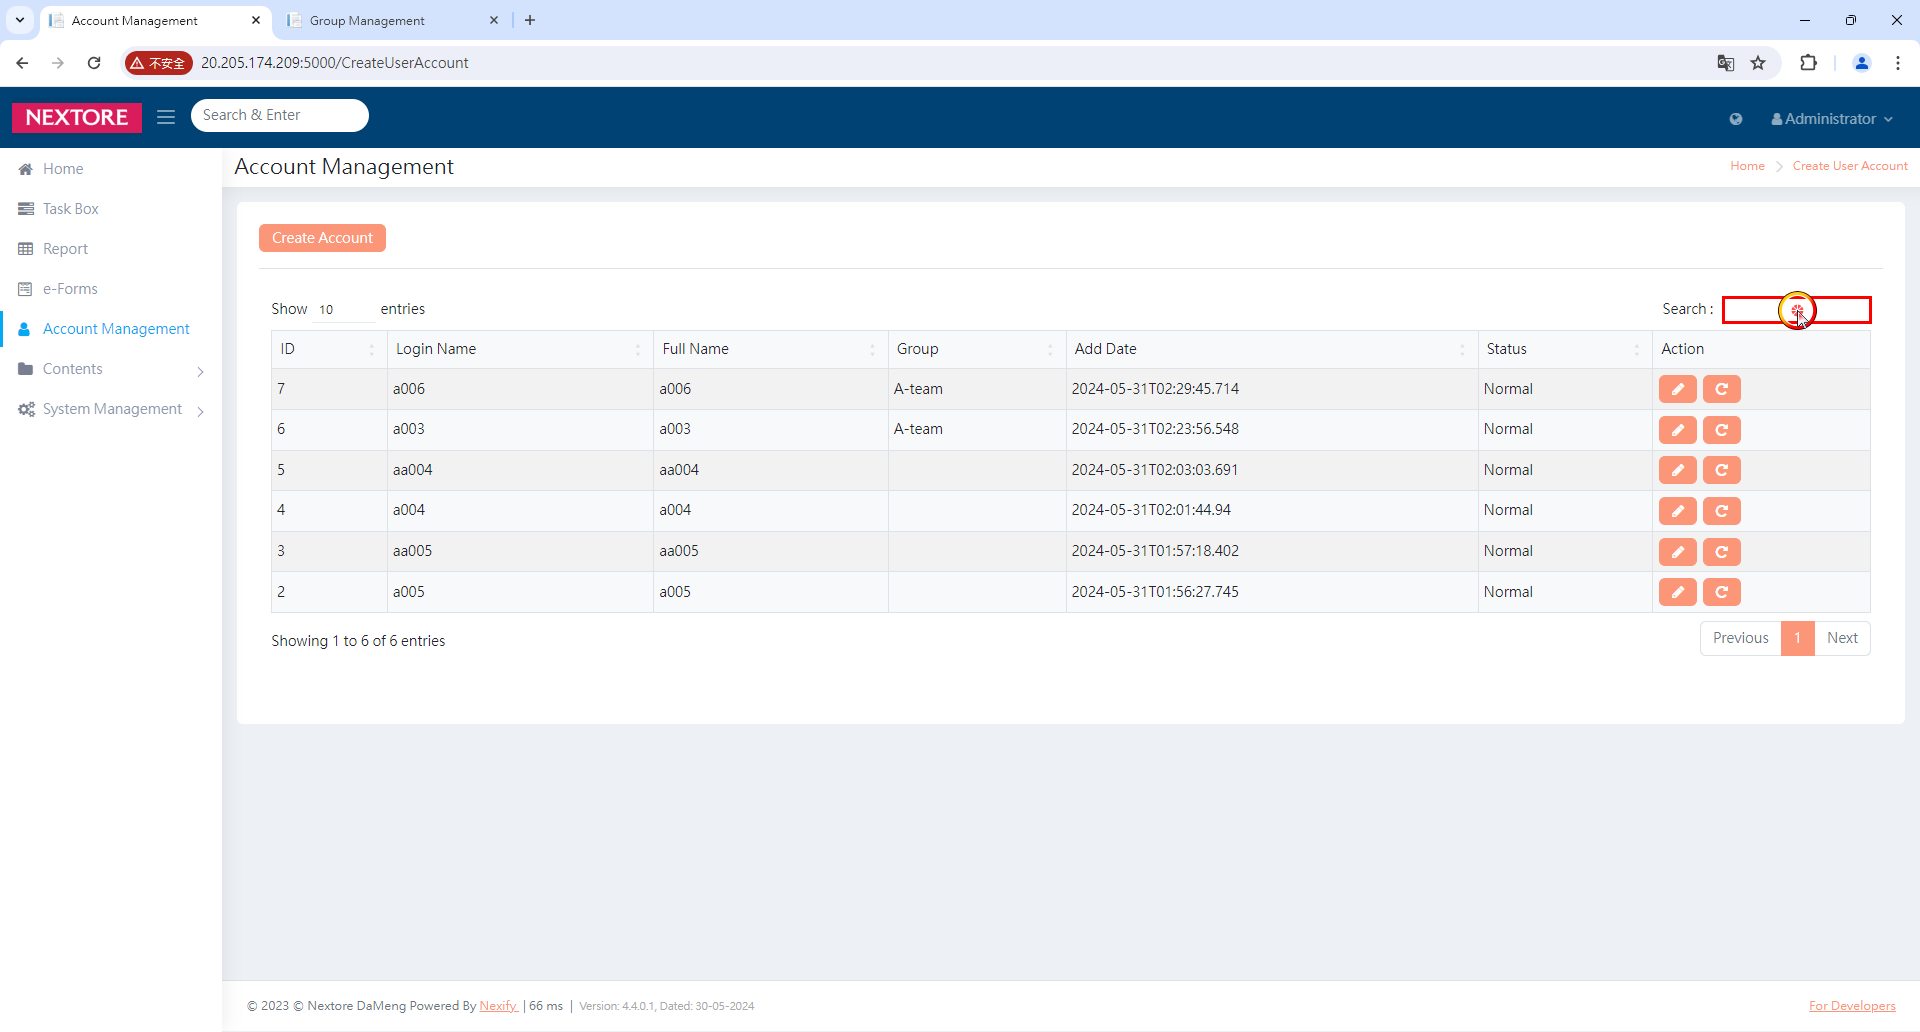 Account Management
Group Management
不安全
20.205.174.209:5000/CreateUserAccount
NEXTORE
Search & Enter
Administrator
Home
Task Box
Report
e-Forms
Account Management
Contents
System Management
Account Management
Home
Create User Account
Create Account
Show 10 entries
Search :
ID Login Name Full Name Group Add Date Status Action
7 a006 a006 A-team 2024-05-31T02:29:45.714 Normal
6 a003 a003 A-team 2024-05-31T02:23:56.548 Normal
5 aa004 aa004 2024-05-31T02:03:03.691 Normal
4 a004 a004 2024-05-31T02:01:44.94 Normal
3 aa005 aa005 2024-05-31T01:57:18.402 Normal
2 a005 a005 2024-05-31T01:56:27.745 Normal
Showing 1 to 6 of 6 entries
Previous 1 Next
© 2023 © Nextore DaMeng Powered By Nexify | 66 ms | Version: 4.4.0.1, Dated: 30-05-2024
For Developers